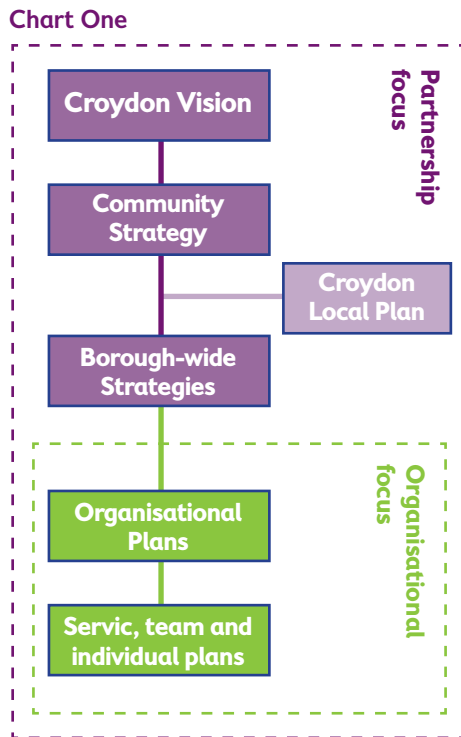 Chart One
Partnership
focus
Croydon Vision
Community
Strategy
Croydon
Local Plan
Borough-wide
Strategies
Organisational
focus
Organisational
Plans
Servic, team and
individual plans